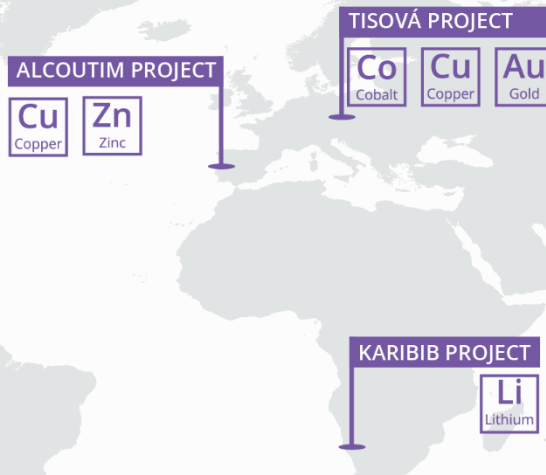 TISOVÁ PROJECT
Co Cu Au
Cobalt Copper Gold
ALCOUTIM PROJECT
Cu Zn
Copper Zinc
KARIBIB PROJECT
Li
Lithium